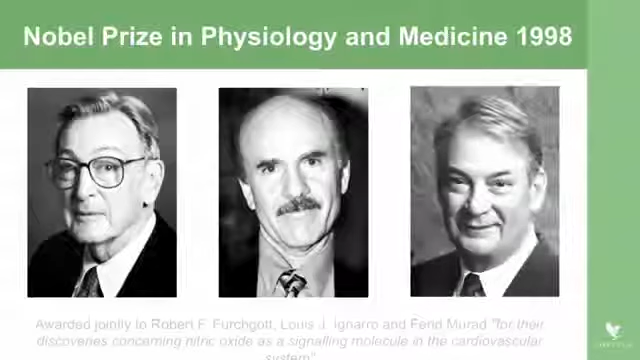 Nobel Prize in Physiology and Medicine 1998
Awarded jointly to Robert F. Furchgott, Louis J. Ignarro and Ferid Murad "for their
discoveries concerning nitric oxide as a signalling molecule in the cardiovascular
system"